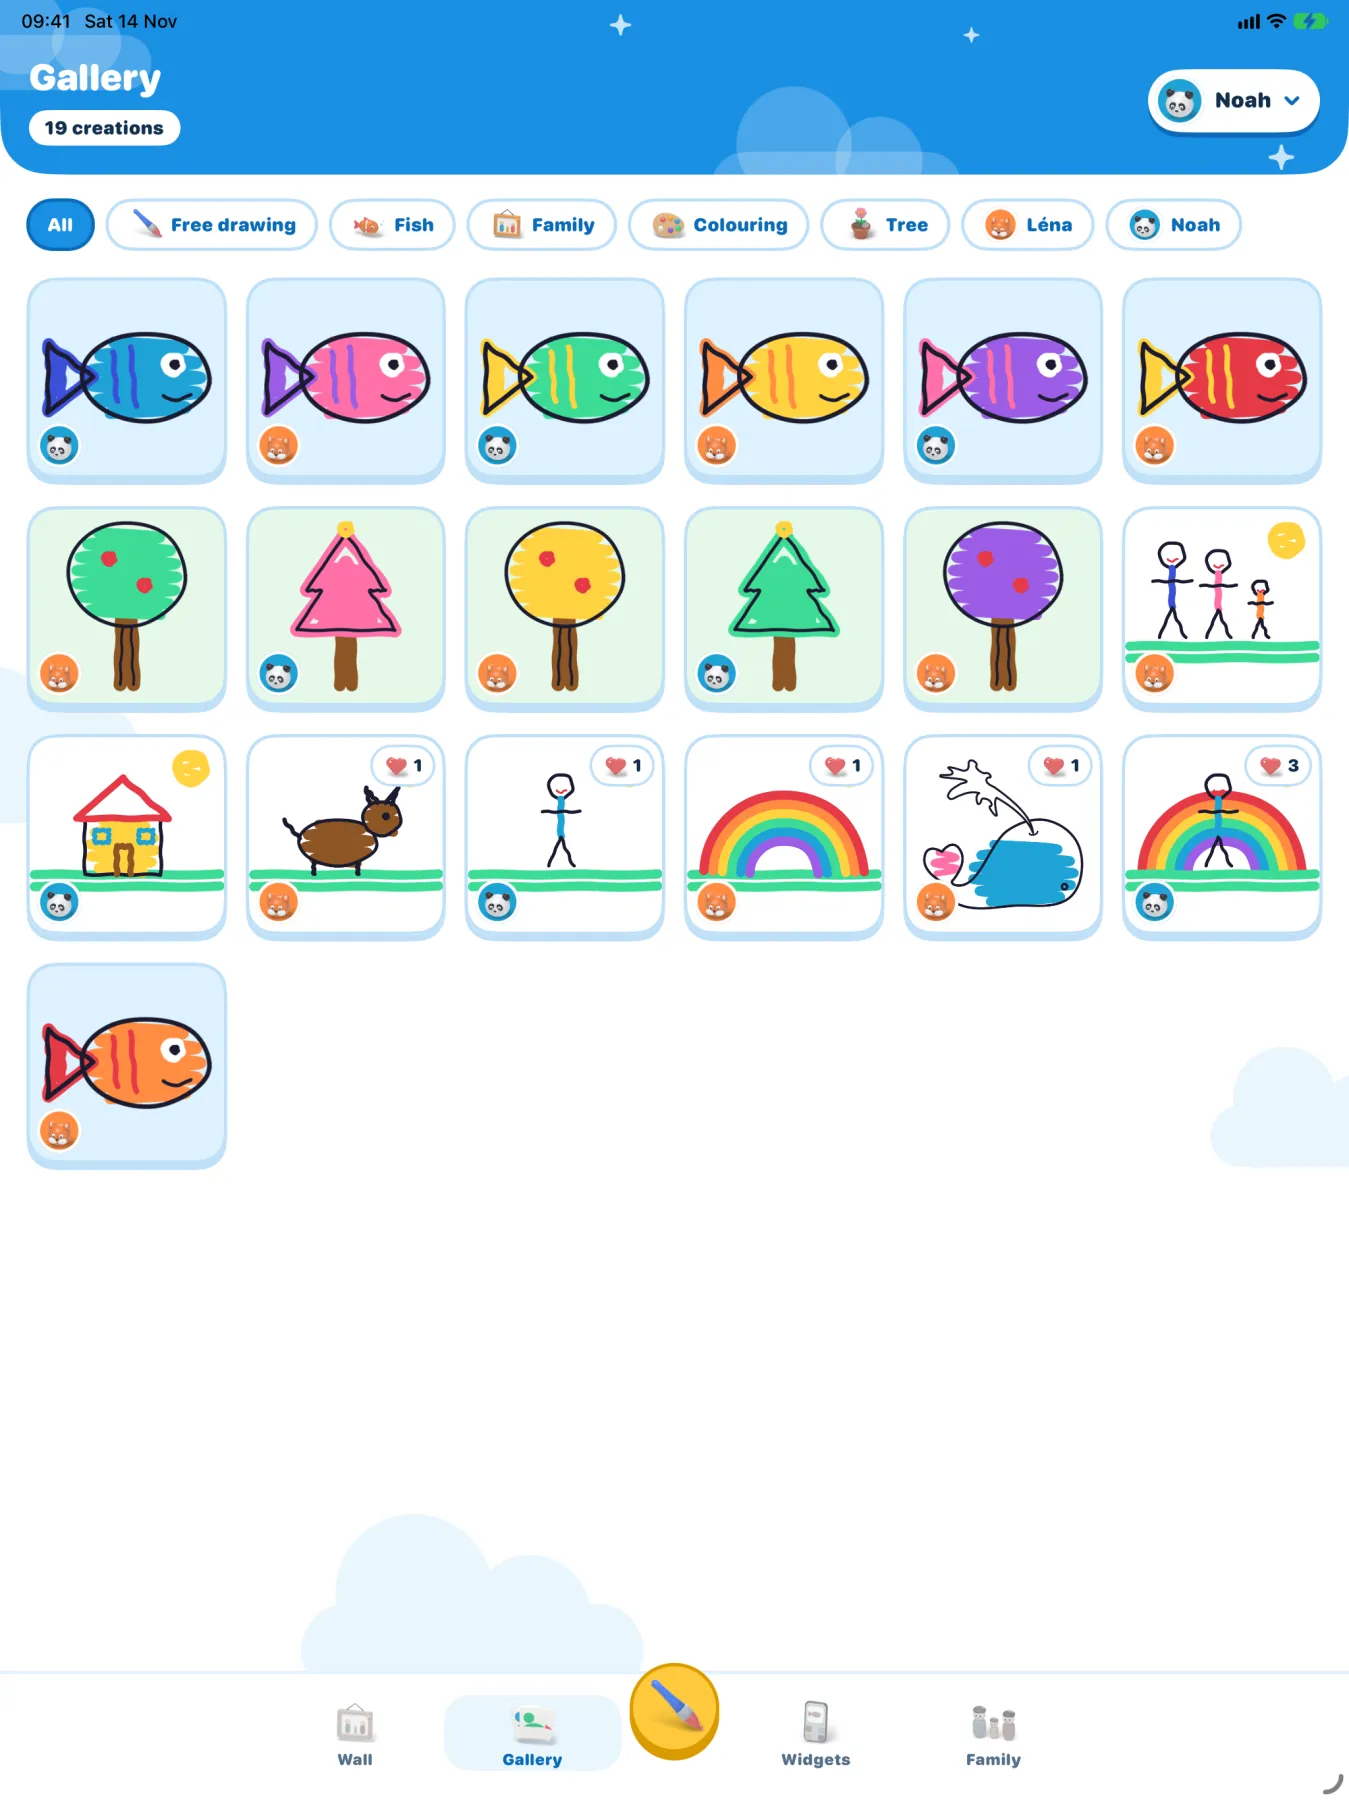 09:41 Sat 14 Nov
Gallery
19 creations
Noah
All
Free drawing
Fish
Family
Colouring
Tree
Léna
Noah
1
1
1
1
3
Wall
Gallery
Widgets
Family